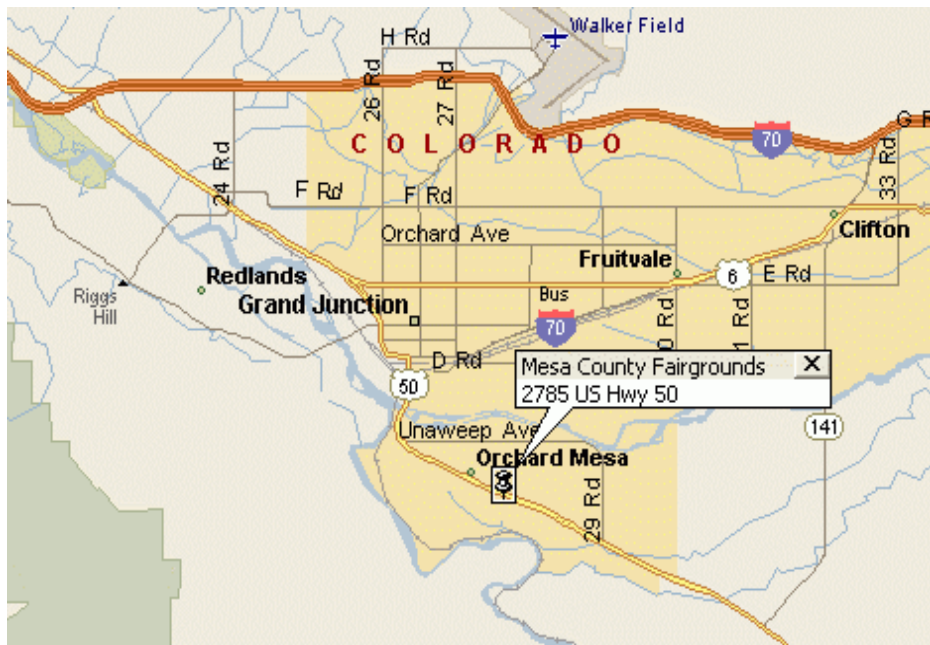 Walker Field
H Rd
26 Rd
27 Rd
COLORADO
70
G R
33 Rd
24 Rd
F Rd
F Rd
Orchard Ave
Clifton
Fruitvale
6
E Rd
Redlands
Riggs
Hill
Grand Junction
Bus
70
0 Rd
1 Rd
D Rd
50
Mesa County Fairgrounds
X
2785 US Hwy 50
Unaweep Ave
141
Orchard Mesa
29 Rd